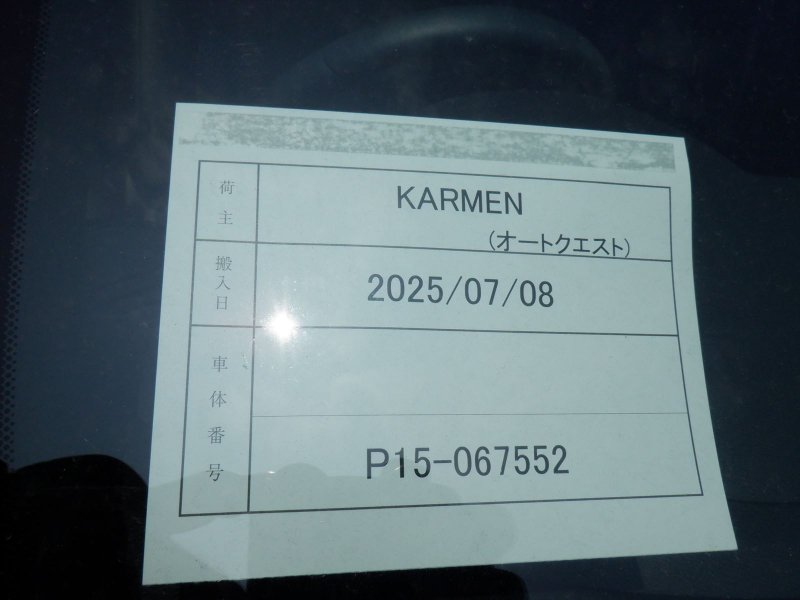 荷主
KARMEN
(オートクエスト)
搬入日
2025/07/08
車体番号
P15-067552